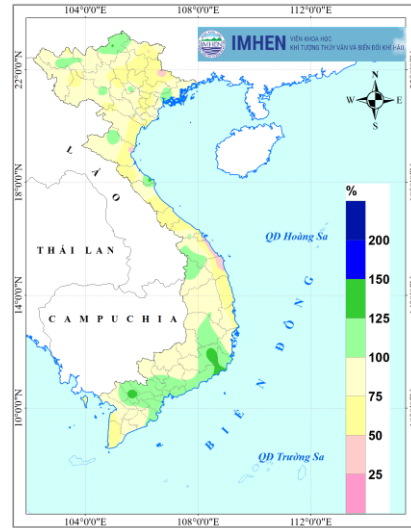 104°0'0"E 108°0'0"E 112°0'0"E
IMHEN
VIỆN KHOA HỌC
KHÍ TƯỢNG THỦY VĂN VÀ BIẾN ĐỔI KHÍ HẬU
22°0'0"N
N
W E
S
LÀO
18°0'0"N
%
QĐ Hoàng Sa
200
THÁI LAN
150
14°0'0"N
125
CAMPUCHIA
100
BIỂN ĐÔNG
75
10°0'0"N
50
QĐ Trường Sa
25
104°0'0"E 108°0'0"E 112°0'0"E